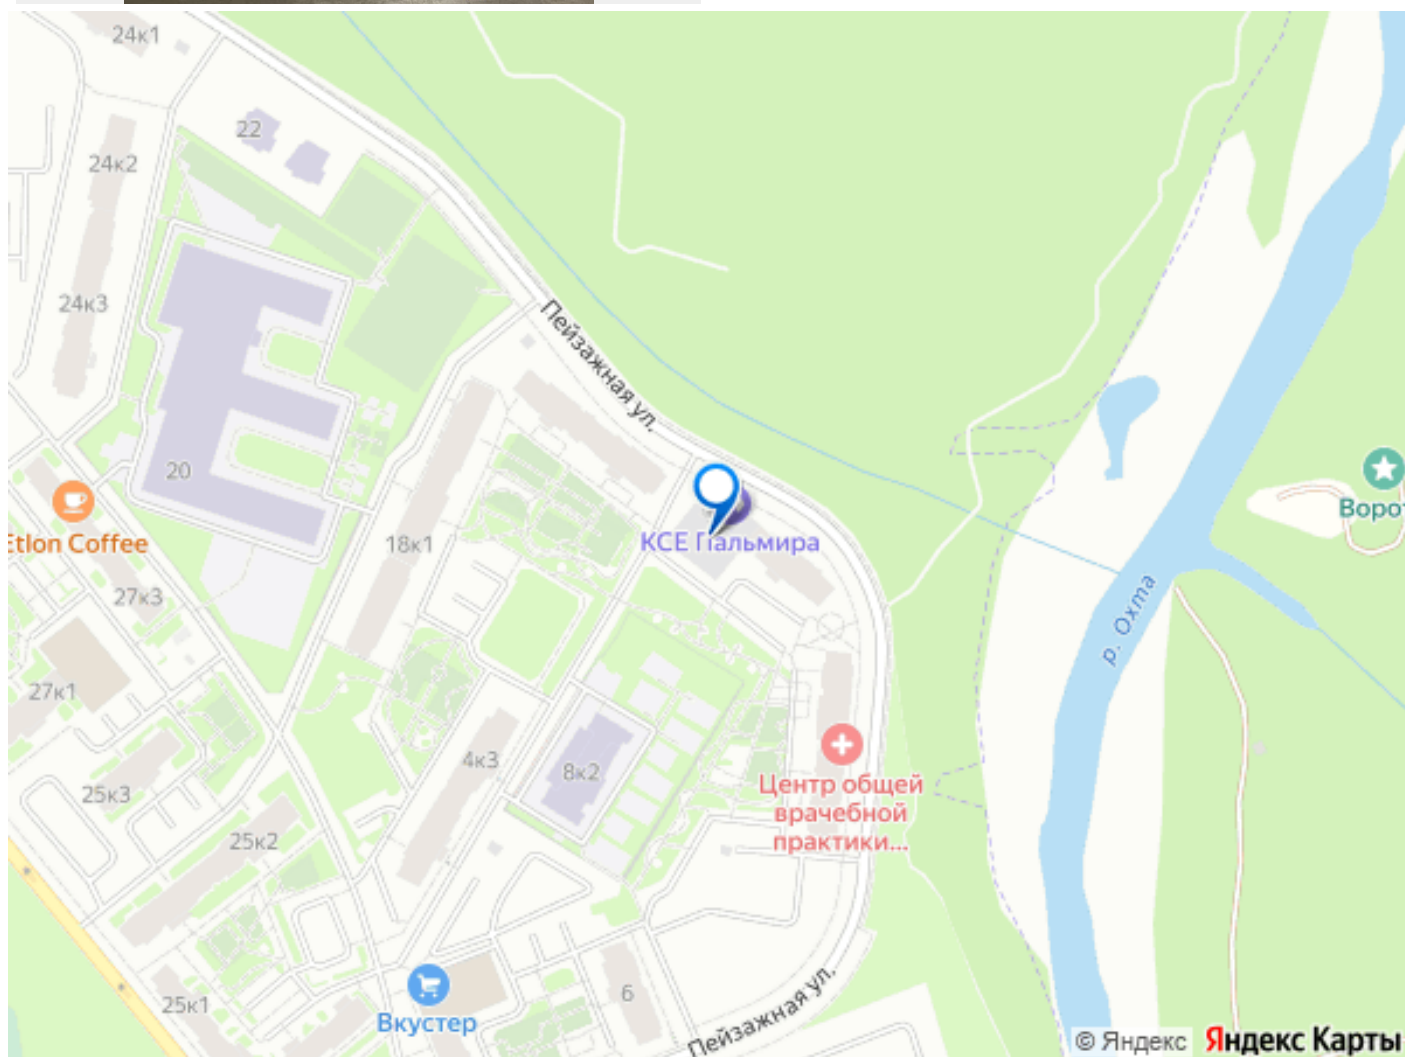 24к1
22
24к2
24к3
Пейзажная ул.
20
Etlon Coffee
18к1
КСЕ Пальмира
Ворот
27к3
р. Охта
27к1
4к3
8к2
25к3
Центр общей
врачебной
практики...
25к2
25к1
6
Вкустер
Пейзажная ул.
© Яндекс Яндекс Карты